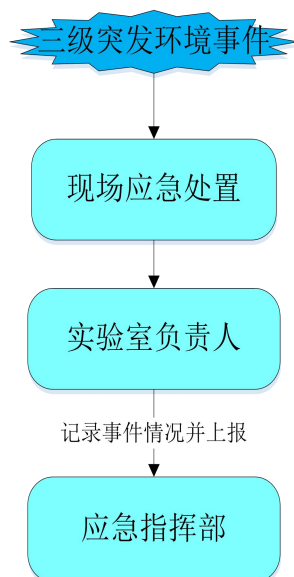 三级突发环境事件
现场应急处置
实验室负责人
记录事件情况并上报
应急指挥部